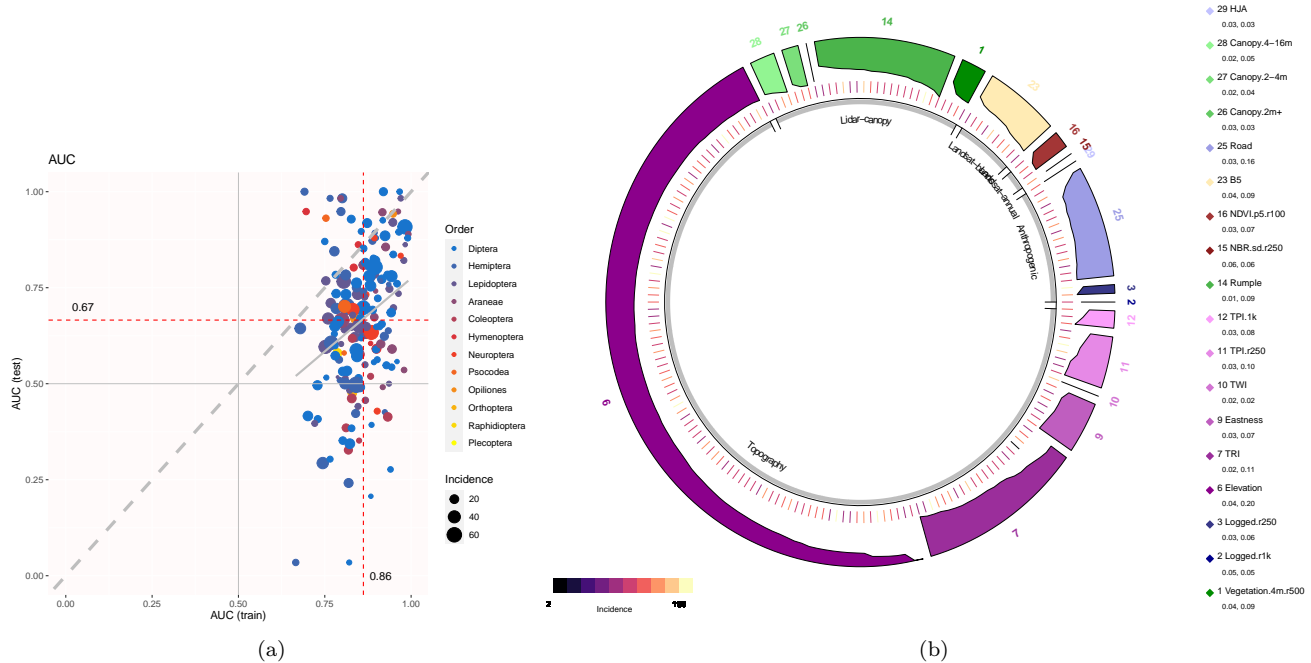 AUC
1.00
0.75
0.50
0.25
0.00
AUC (test)
0.67
0.86
0.00
0.25
0.50
0.75
1.00
AUC (train)
Order
Diptera
Hemiptera
Lepidoptera
Araneae
Coleoptera
Hymenoptera
Neuroptera
Psocodea
Opiliones
Orthoptera
Raphidioptera
Plecoptera
Incidence
20
40
60
(a)
28
27
26
14
1
23
16
15
29
25
3
2
12
11
10
9
7
6
Lidar-canopy
Landsat-annual
Anthropogenic
Topography
Incidence
(b)
29 HJA
0.03, 0.03
28 Canopy.4-16m
0.02, 0.05
27 Canopy.2-4m
0.02, 0.04
26 Canopy.2m+
0.03, 0.03
25 Road
0.03, 0.16
23 B5
0.04, 0.09
16 NDVI.p5.r100
0.03, 0.07
15 NBR.sd.r250
0.06, 0.06
14 Rumple
0.01, 0.09
12 TPI.1k
0.03, 0.08
11 TPI.r250
0.03, 0.10
10 TWI
0.02, 0.02
9 Eastness
0.03, 0.07
7 TRI
0.02, 0.11
6 Elevation
0.04, 0.20
3 Logged.r250
0.03, 0.06
2 Logged.r1k
0.05, 0.05
1 Vegetation.4m.r500
0.04, 0.09